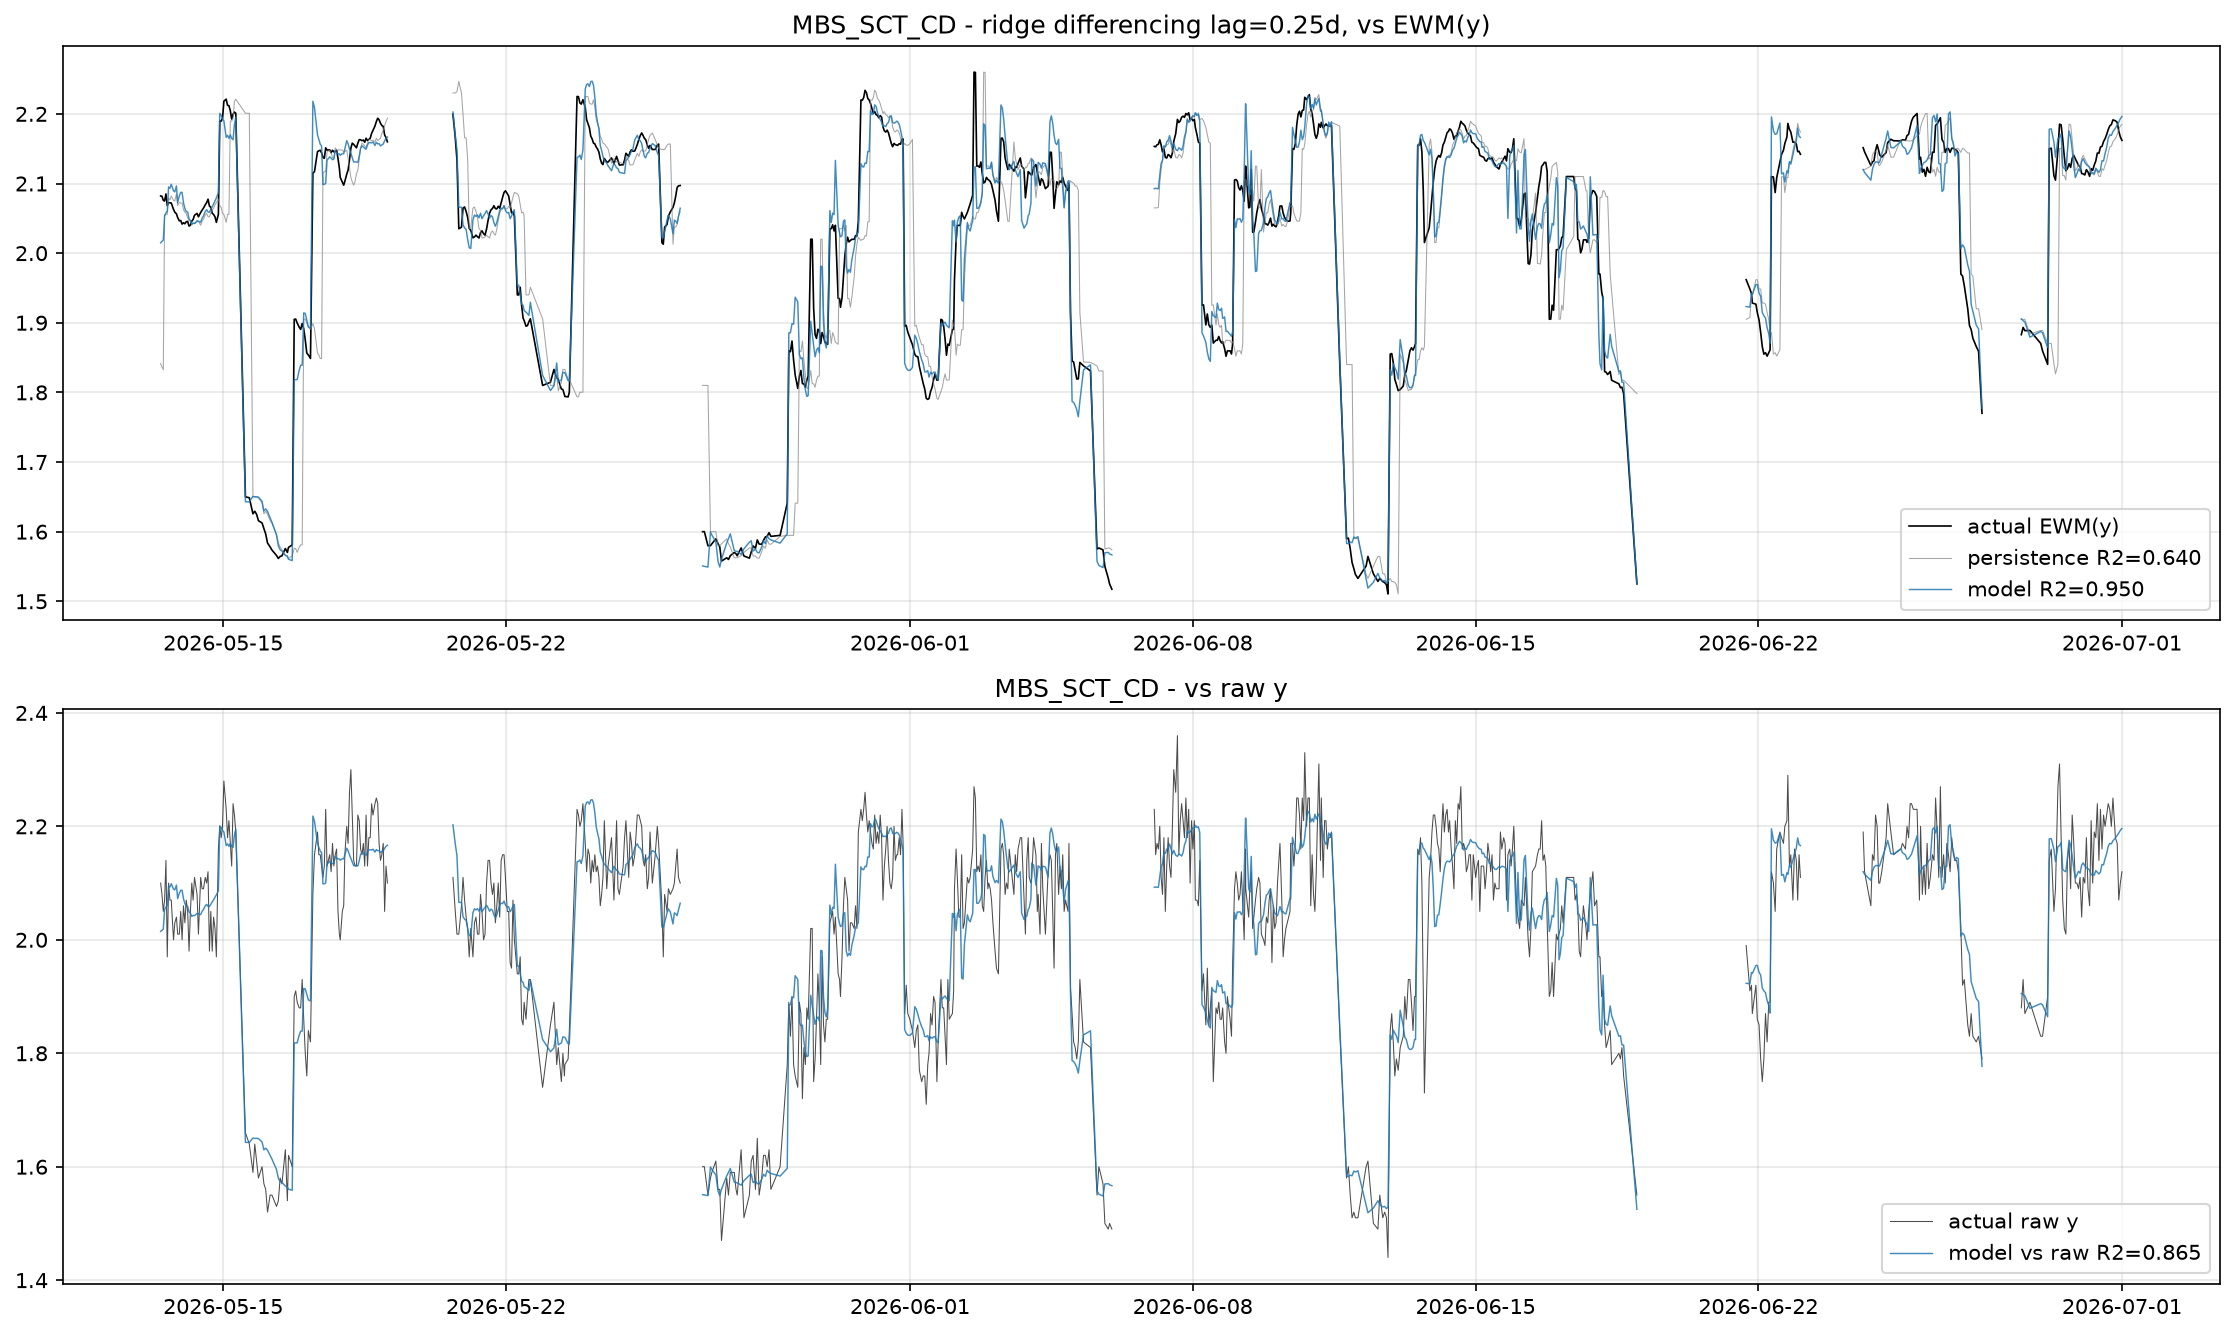 MBS_SCT_CD - ridge differencing lag=0.25d, vs EWM(y)
2.2
2.1
2.0
1.9
1.8
1.7
1.6
1.5
actual EWM(y)
persistence R2=0.640
model R2=0.950
2026-05-15 2026-05-22 2026-06-01 2026-06-08 2026-06-15 2026-06-22 2026-07-01
MBS_SCT_CD - vs raw y
2.4
2.2
2.0
1.8
1.6
1.4
actual raw y
model vs raw R2=0.865
2026-05-15 2026-05-22 2026-06-01 2026-06-08 2026-06-15 2026-06-22 2026-07-01